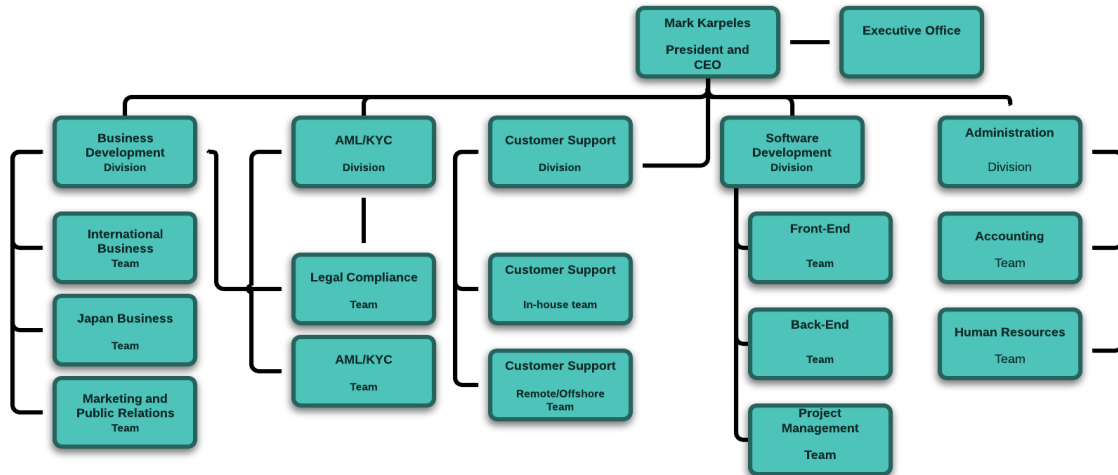 Mark Karpeles
President and
CEO
Executive Office
Business
Development
Division
AML/KYC
Division
Customer Support
Division
Software
Development
Division
Administration
Division
International
Business
Team
Legal Compliance
Team
Customer Support
In-house team
Front-End
Team
Accounting
Team
Japan Business
Team
AML/KYC
Team
Customer Support
Remote/Offshore
Team
Back-End
Team
Human Resources
Team
Marketing and
Public Relations
Team
Project
Management
Team